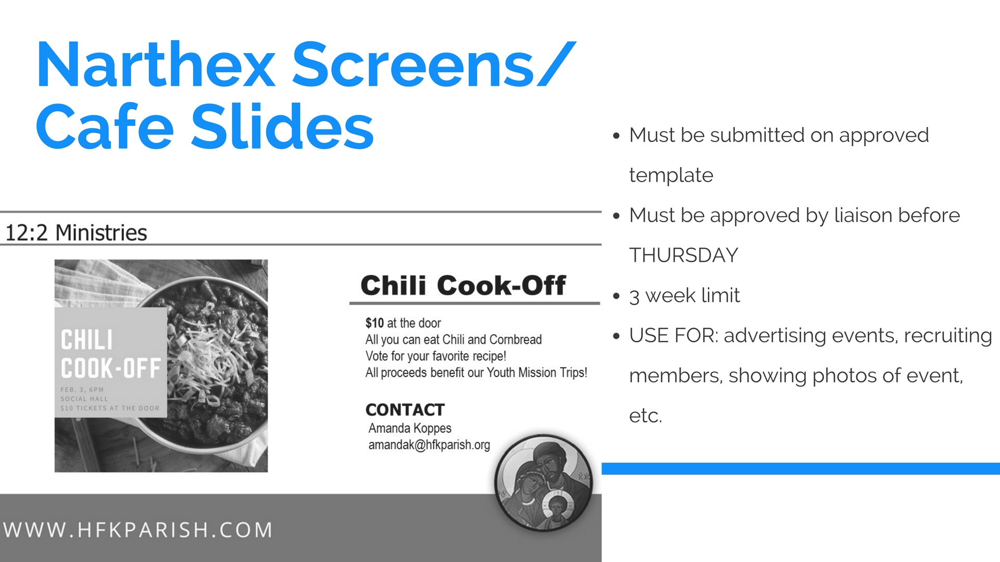 Narthex Screens/
Cafe Slides
12:2 Ministries
CHILI
COOK-OFF
FEB. 3, 6PM
SOCIAL HALL
$10 TICKETS AT THE DOOR
Chili Cook-Off
$10 at the door
All you can eat Chili and Cornbread
Vote for your favorite recipe!
All proceeds benefit our Youth Mission Trips!
CONTACT
Amanda Koppes
amandak@hfkparish.org
WWW.HFKPARISH.COM
• Must be submitted on approved
template
• Must be approved by liaison before
THURSDAY
• 3 week limit
• USE FOR: advertising events, recruiting
members, showing photos of event,
etc.